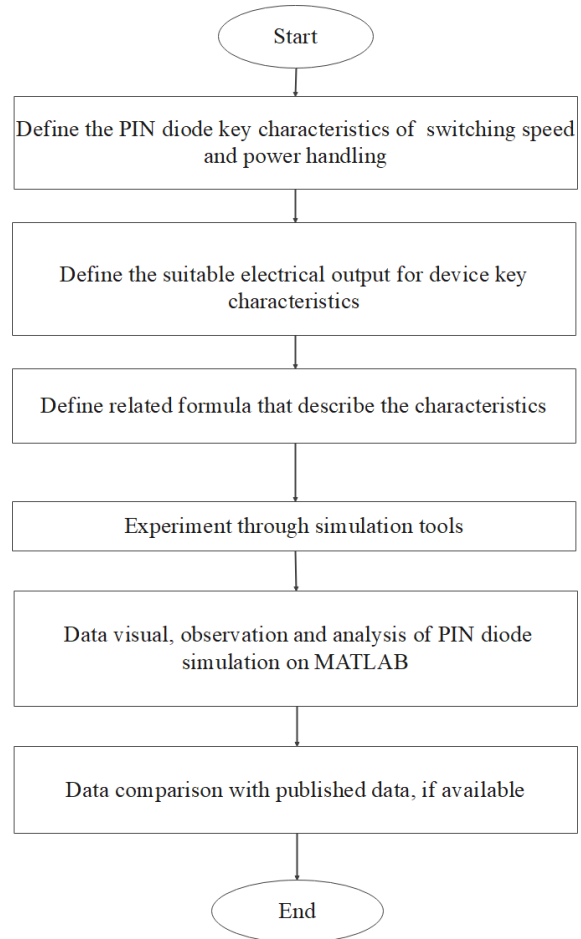 Start
Define the PIN diode key characteristics of switching speed
and power handling
Define the suitable electrical output for device key
characteristics
Define related formula that describe the characteristics
Experiment through simulation tools
Data visual, observation and analysis of PIN diode
simulation on MATLAB
Data comparison with published data, if available
End